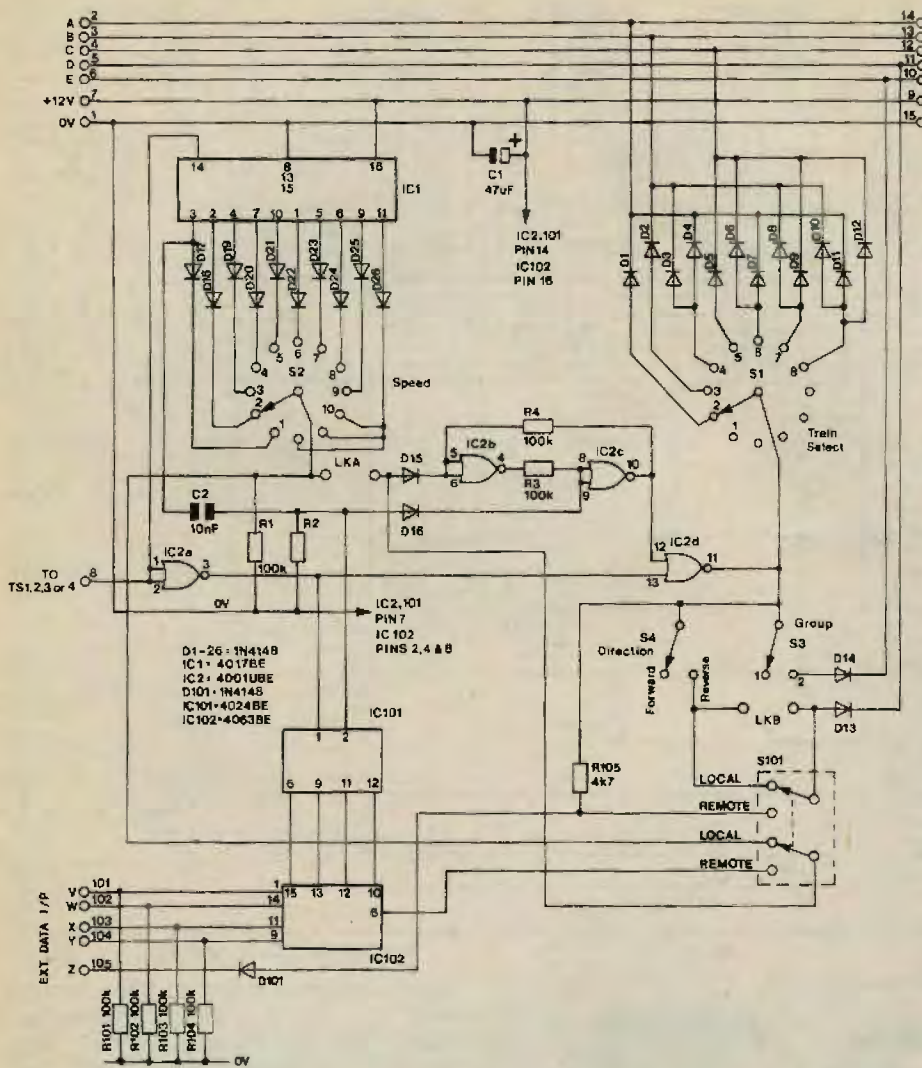 A 2 14
B 3 13
C 4 12
D 5 11
E 6 10
+12V 7 9
0V 1 15
14 8 13 15 16
IC1
3 2 4 7 10 1 5 6 9 11
C1
47uF
+
IC2,101
PIN 14
IC102
PIN 16
D17 D18 D19 D20 D21 D22 D23 D24 D25 D26
D1 D2 D3 D4 D5 D6 D7 D8 D9 D10 D11 D12
S2
1 2 3 4 5 6 7 8 9 10
Speed
S1
1 2 3 4 5 6 7 8
Train
Select
LKA
D15
D16
R4
100k
IC2b
5 6 4
R3
100k
IC2c
8 9 10
C2
10nF
R1
100k
R2
IC2a
1 2 3
IC2d
12 13 11
TO
TS1,2,3 or 4
8
0V
IC2,101
PIN 7
IC 102
PINS 2,4 & 8
D1-26 = 1N4148
IC1 = 4017BE
IC2 = 4001UBE
D101 = 1N4148
IC101 = 4024BE
IC102 = 4063BE
S4
Direction
Forward
Reverse
Group
S3
1 2
D14
LKB
D13
IC101
1 2
6 9 11 12
R105
4k7
S101
LOCAL
REMOTE
LOCAL
REMOTE
EXT. DATA I/P
V 101 1
W 102 14
X 103 11
Y 104 9
Z 105
15 13 12 10
6
IC102
D101
R101 100k
R102 100k
R103 100k
R104 100k
0V